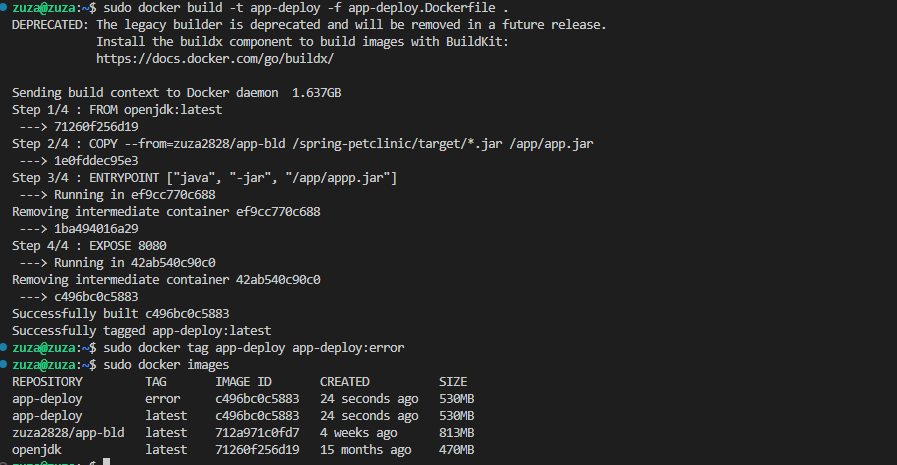 zuza@zuza:~$ sudo docker build -t app-deploy -f app-deploy.Dockerfile .
DEPRECATED: The legacy builder is deprecated and will be removed in a future release.
            Install the buildx component to build images with BuildKit:
            https://docs.docker.com/go/buildx/

Sending build context to Docker daemon  1.637GB
Step 1/4 : FROM openjdk:latest
 ---> 71260f256d19
Step 2/4 : COPY --from=zuza2828/app-bld /spring-petclinic/target/*.jar /app/app.jar
 ---> 1e0fddec95e3
Step 3/4 : ENTRYPOINT ["java", "-jar", "/app/appp.jar"]
 ---> Running in ef9cc770c688
Removing intermediate container ef9cc770c688
 ---> 1ba494016a29
Step 4/4 : EXPOSE 8080
 ---> Running in 42ab540c90c0
Removing intermediate container 42ab540c90c0
 ---> c496bc0c5883
Successfully built c496bc0c5883
Successfully tagged app-deploy:latest
zuza@zuza:~$ sudo docker tag app-deploy app-deploy:error
zuza@zuza:~$ sudo docker images
REPOSITORY         TAG       IMAGE ID       CREATED          SIZE
app-deploy         error     c496bc0c5883   24 seconds ago   530MB
app-deploy         latest    c496bc0c5883   24 seconds ago   530MB
zuza2828/app-bld   latest    712a971c0fd7   4 weeks ago      813MB
openjdk            latest    71260f256d19   15 months ago    470MB
zuza@zuza:~$